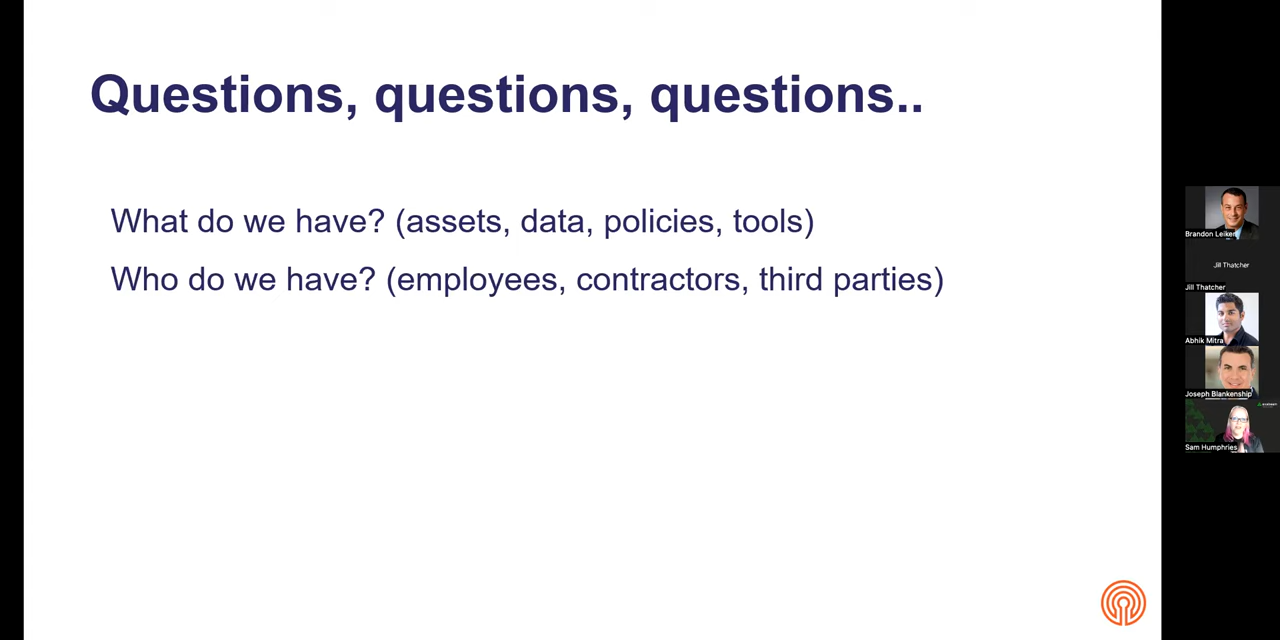 Questions, questions, questions..
What do we have? (assets, data, policies, tools)
Who do we have? (employees, contractors, third parties)
Brandon Leiker
Jill Thatcher
Jill Thatcher
Abhik Mitra
Joseph Blankenship
Sam Humphries